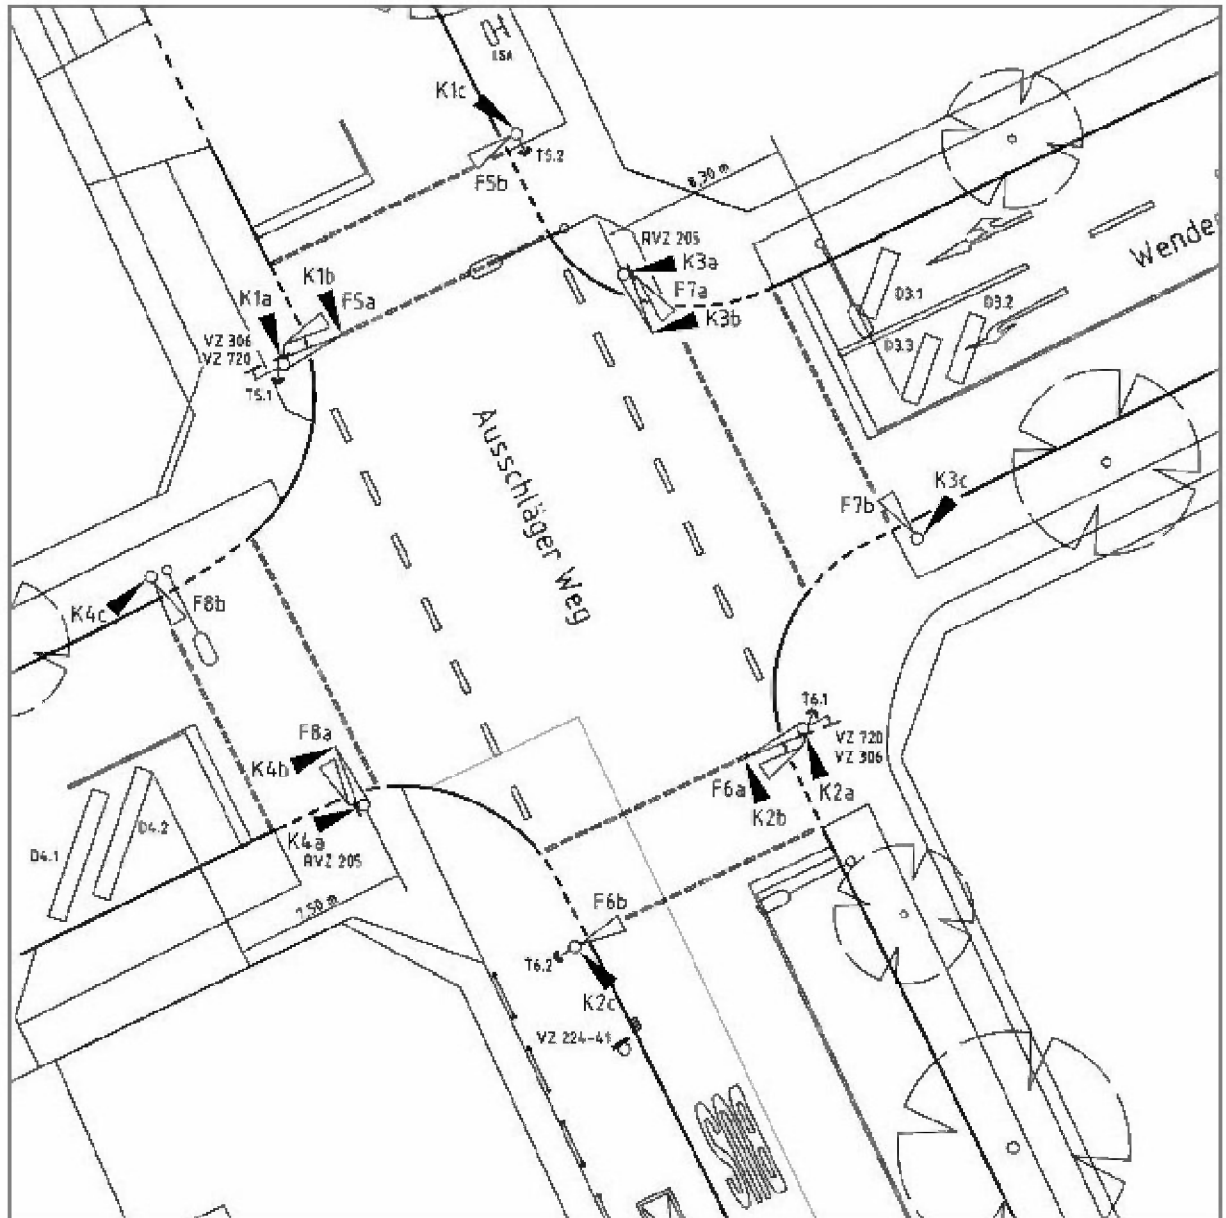 LSA
K1c
T5.2
F5b
8,30 m
AVZ 205
K3a
K1b
F7a
Wende
K1a
F5a
D3.1
D3.2
K3b
VZ 306
VZ 720
D3.3
T5.1
Ausschläger Weg
K3c
F7b
K4c
F8b
T6.1
F8a
VZ 720
VZ 306
K4b
F6a
K2a
K2b
D4.2
K4a
D4.1
AVZ 205
7,50 m
F6b
T6.2
K2c
VZ 224-41